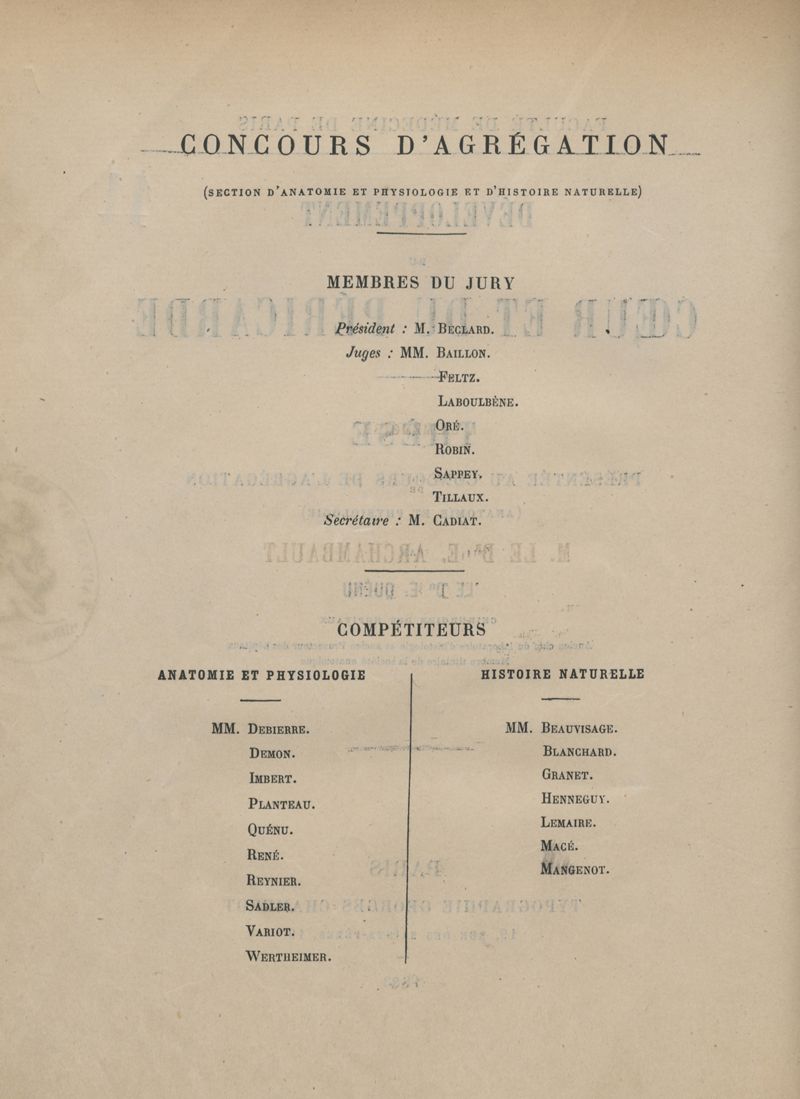 CONCOURS D'AGRÉGATION
(SECTION D'ANATOMIE ET PHYSIOLOGIE ET D'HISTOIRE NATURELLE)
MEMBRES DU JURY
Président : M. BÉCLARD.
Juges : MM. BAILLON.
FELTZ.
LABOULBÈNE.
ORÉ.
ROBIN.
SAPPEY.
TILLAUX.
Secrétaire : M. CADIAT.
COMPÉTITEURS
ANATOMIE ET PHYSIOLOGIE
MM. DEBIERRE.
DEMON.
IMBERT.
PLANTEAU.
QUÉNU.
RENÉ.
REYNIER.
SADLER.
VARIOT.
WERTHEIMER.
HISTOIRE NATURELLE
MM. BEAUVISAGE.
BLANCHARD.
GRANET.
HENNEGUY.
LEMAIRE.
MACÉ.
MANGENOT.